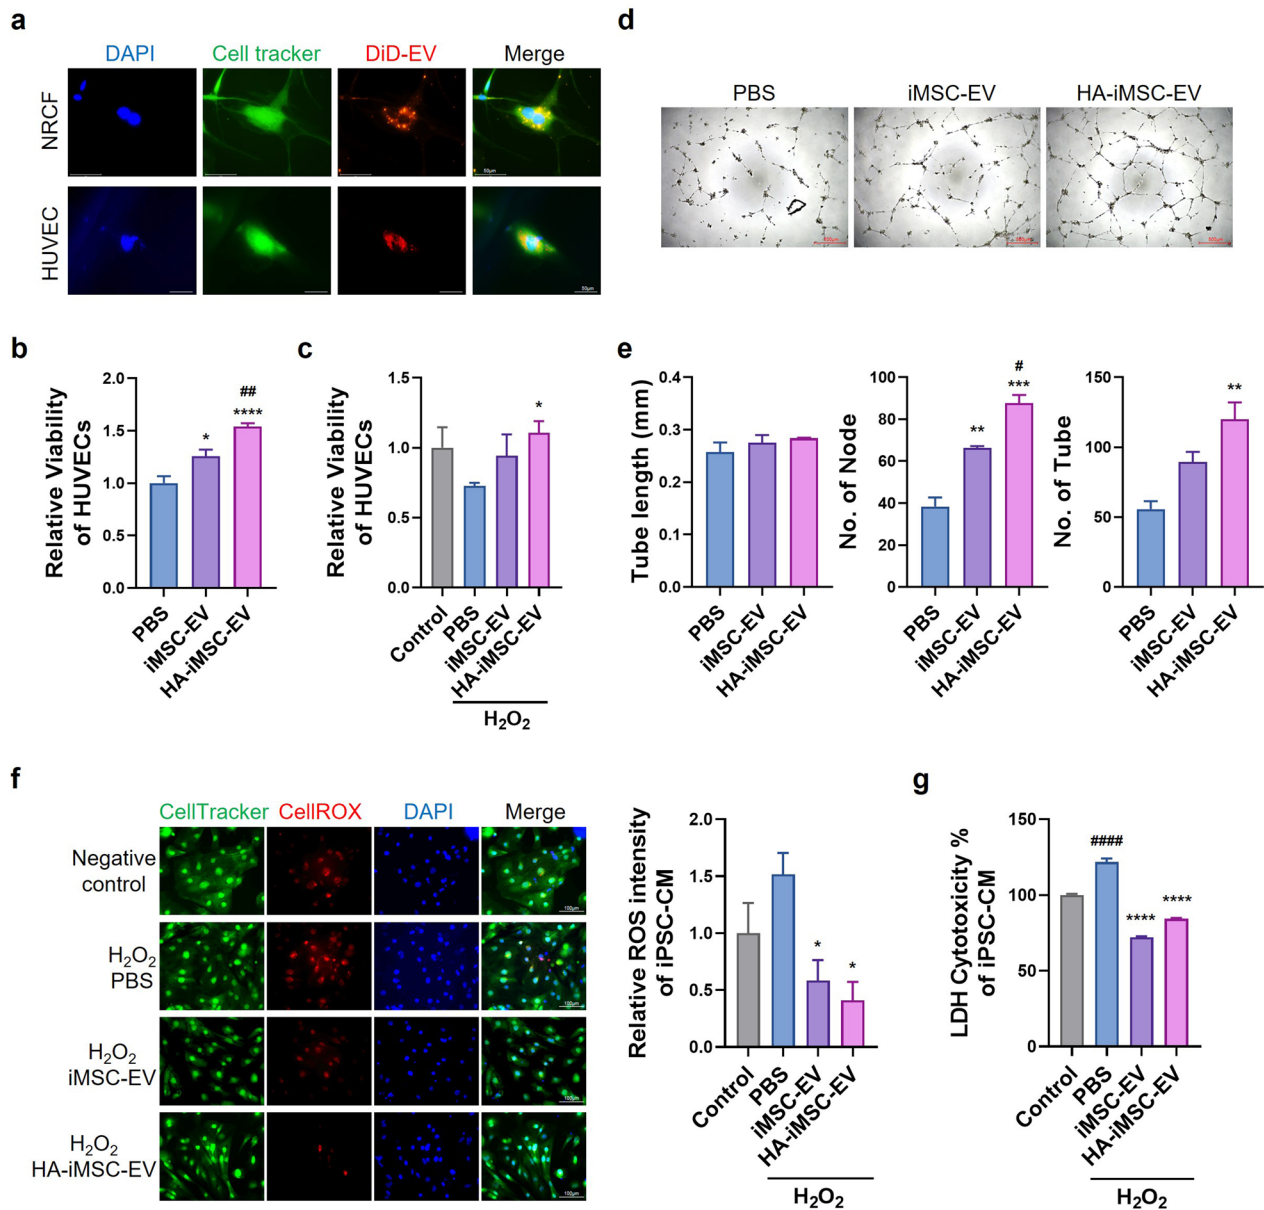 a
DAPI
Cell tracker
DiD-EV
Merge
NRCF
50μm
HUVEC
50μm
d
PBS
iMSC-EV
HA-iMSC-EV
b
Relative Viability
of HUVECs
2.0
1.5
1.0
0.5
0.0
*
##
****
PBS
iMSC-EV
HA-iMSC-EV
c
Relative Viability
of HUVECs
1.5
1.0
0.5
0.0
*
Control
PBS
iMSC-EV
HA-iMSC-EV
H₂O₂
e
Tube length (mm)
0.4
0.3
0.2
0.1
0.0
PBS
iMSC-EV
HA-iMSC-EV
No. of Node
100
80
60
40
20
0
**
#
***
PBS
iMSC-EV
HA-iMSC-EV
No. of Tube
150
100
50
0
**
PBS
iMSC-EV
HA-iMSC-EV
f
CellTracker
CellROX
DAPI
Merge
Negative
control
100μm
H₂O₂
PBS
100μm
H₂O₂
iMSC-EV
100μm
H₂O₂
HA-iMSC-EV
100μm
Relative ROS intensity
of iPSC-CM
2.0
1.5
1.0
0.5
0.0
*
*
Control
PBS
iMSC-EV
HA-iMSC-EV
H₂O₂
g
LDH Cytotoxicity %
of iPSC-CM
150
100
50
0
####
****
****
Control
PBS
iMSC-EV
HA-iMSC-EV
H₂O₂